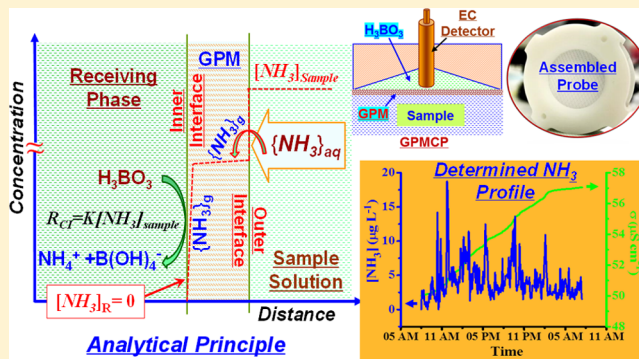 Concentration
Receiving
Phase
Inner
Interface
GPM
[NH₃]Sample
{NH₃}g
{NH₃}aq
H₃BO₃
R_CI=K[NH₃]sample
{NH₃}g
NH₄⁺ +B(OH)₄⁻
Outer
Interface
Sample
Solution
[NH₃]R = 0
Distance
Analytical Principle
EC
Detector
H₃BO₃
GPM
Sample
GPMCP
Assembled
Probe
Determined NH₃
Profile
[NH₃] (μg L⁻¹)
20
15
10
5
0
58
56
54
52
50
σ(μS cm⁻¹)
05 AM 11 AM 05 PM 11 PM 05 AM 11 AM
Time